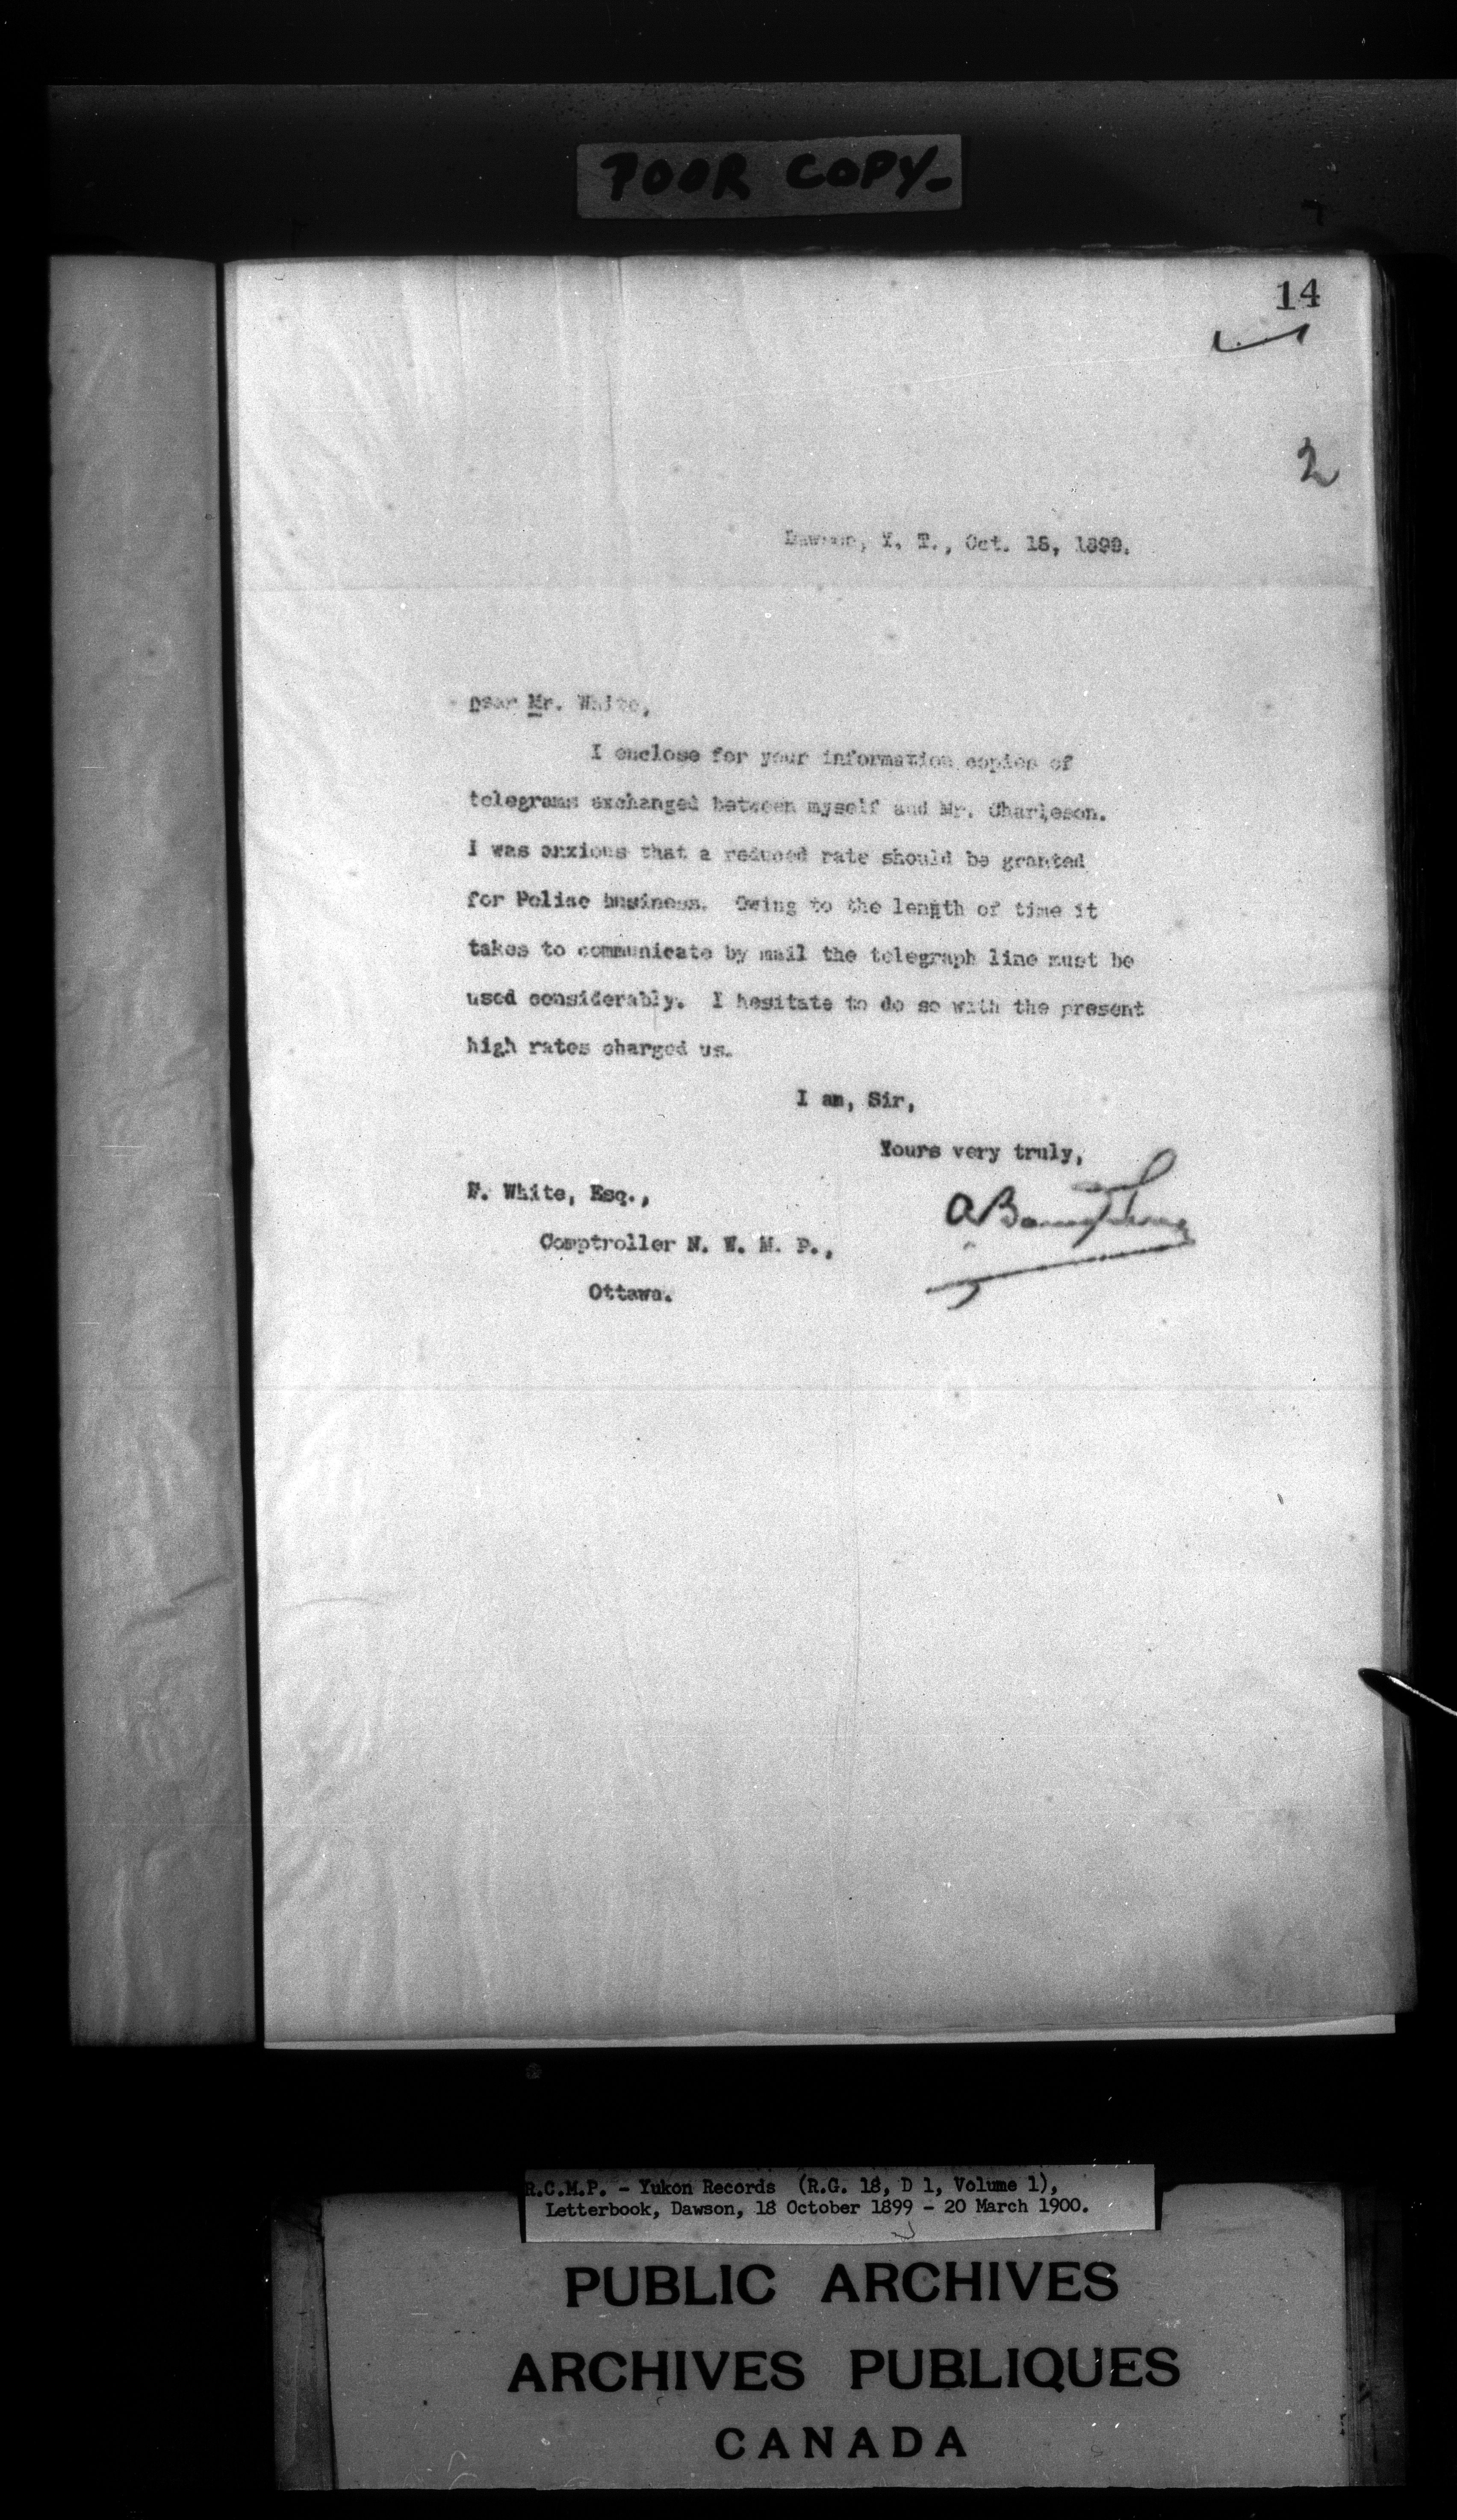 POOR COPY-
14
2
Dawson, Y. T., Oct. 18, 1899.
Dear Mr. White,
I enclose for your information copies of
telegrams exchanged between myself and Mr. Charleson.
I was anxious that a reduced rate should be granted
for Police business. Owing to the length of time it
takes to communicate by mail the telegraph line must be
used considerably. I hesitate to do so with the present
high rates charged us.
I am, Sir,
Yours very truly,
F. White, Esq.,
Comptroller N. W. M. P.,
Ottawa.
R.C.M.P. - Yukon Records (R.G. 18, D 1, Volume 1),
Letterbook, Dawson, 18 October 1899 - 20 March 1900.
PUBLIC ARCHIVES
ARCHIVES PUBLIQUES
CANADA